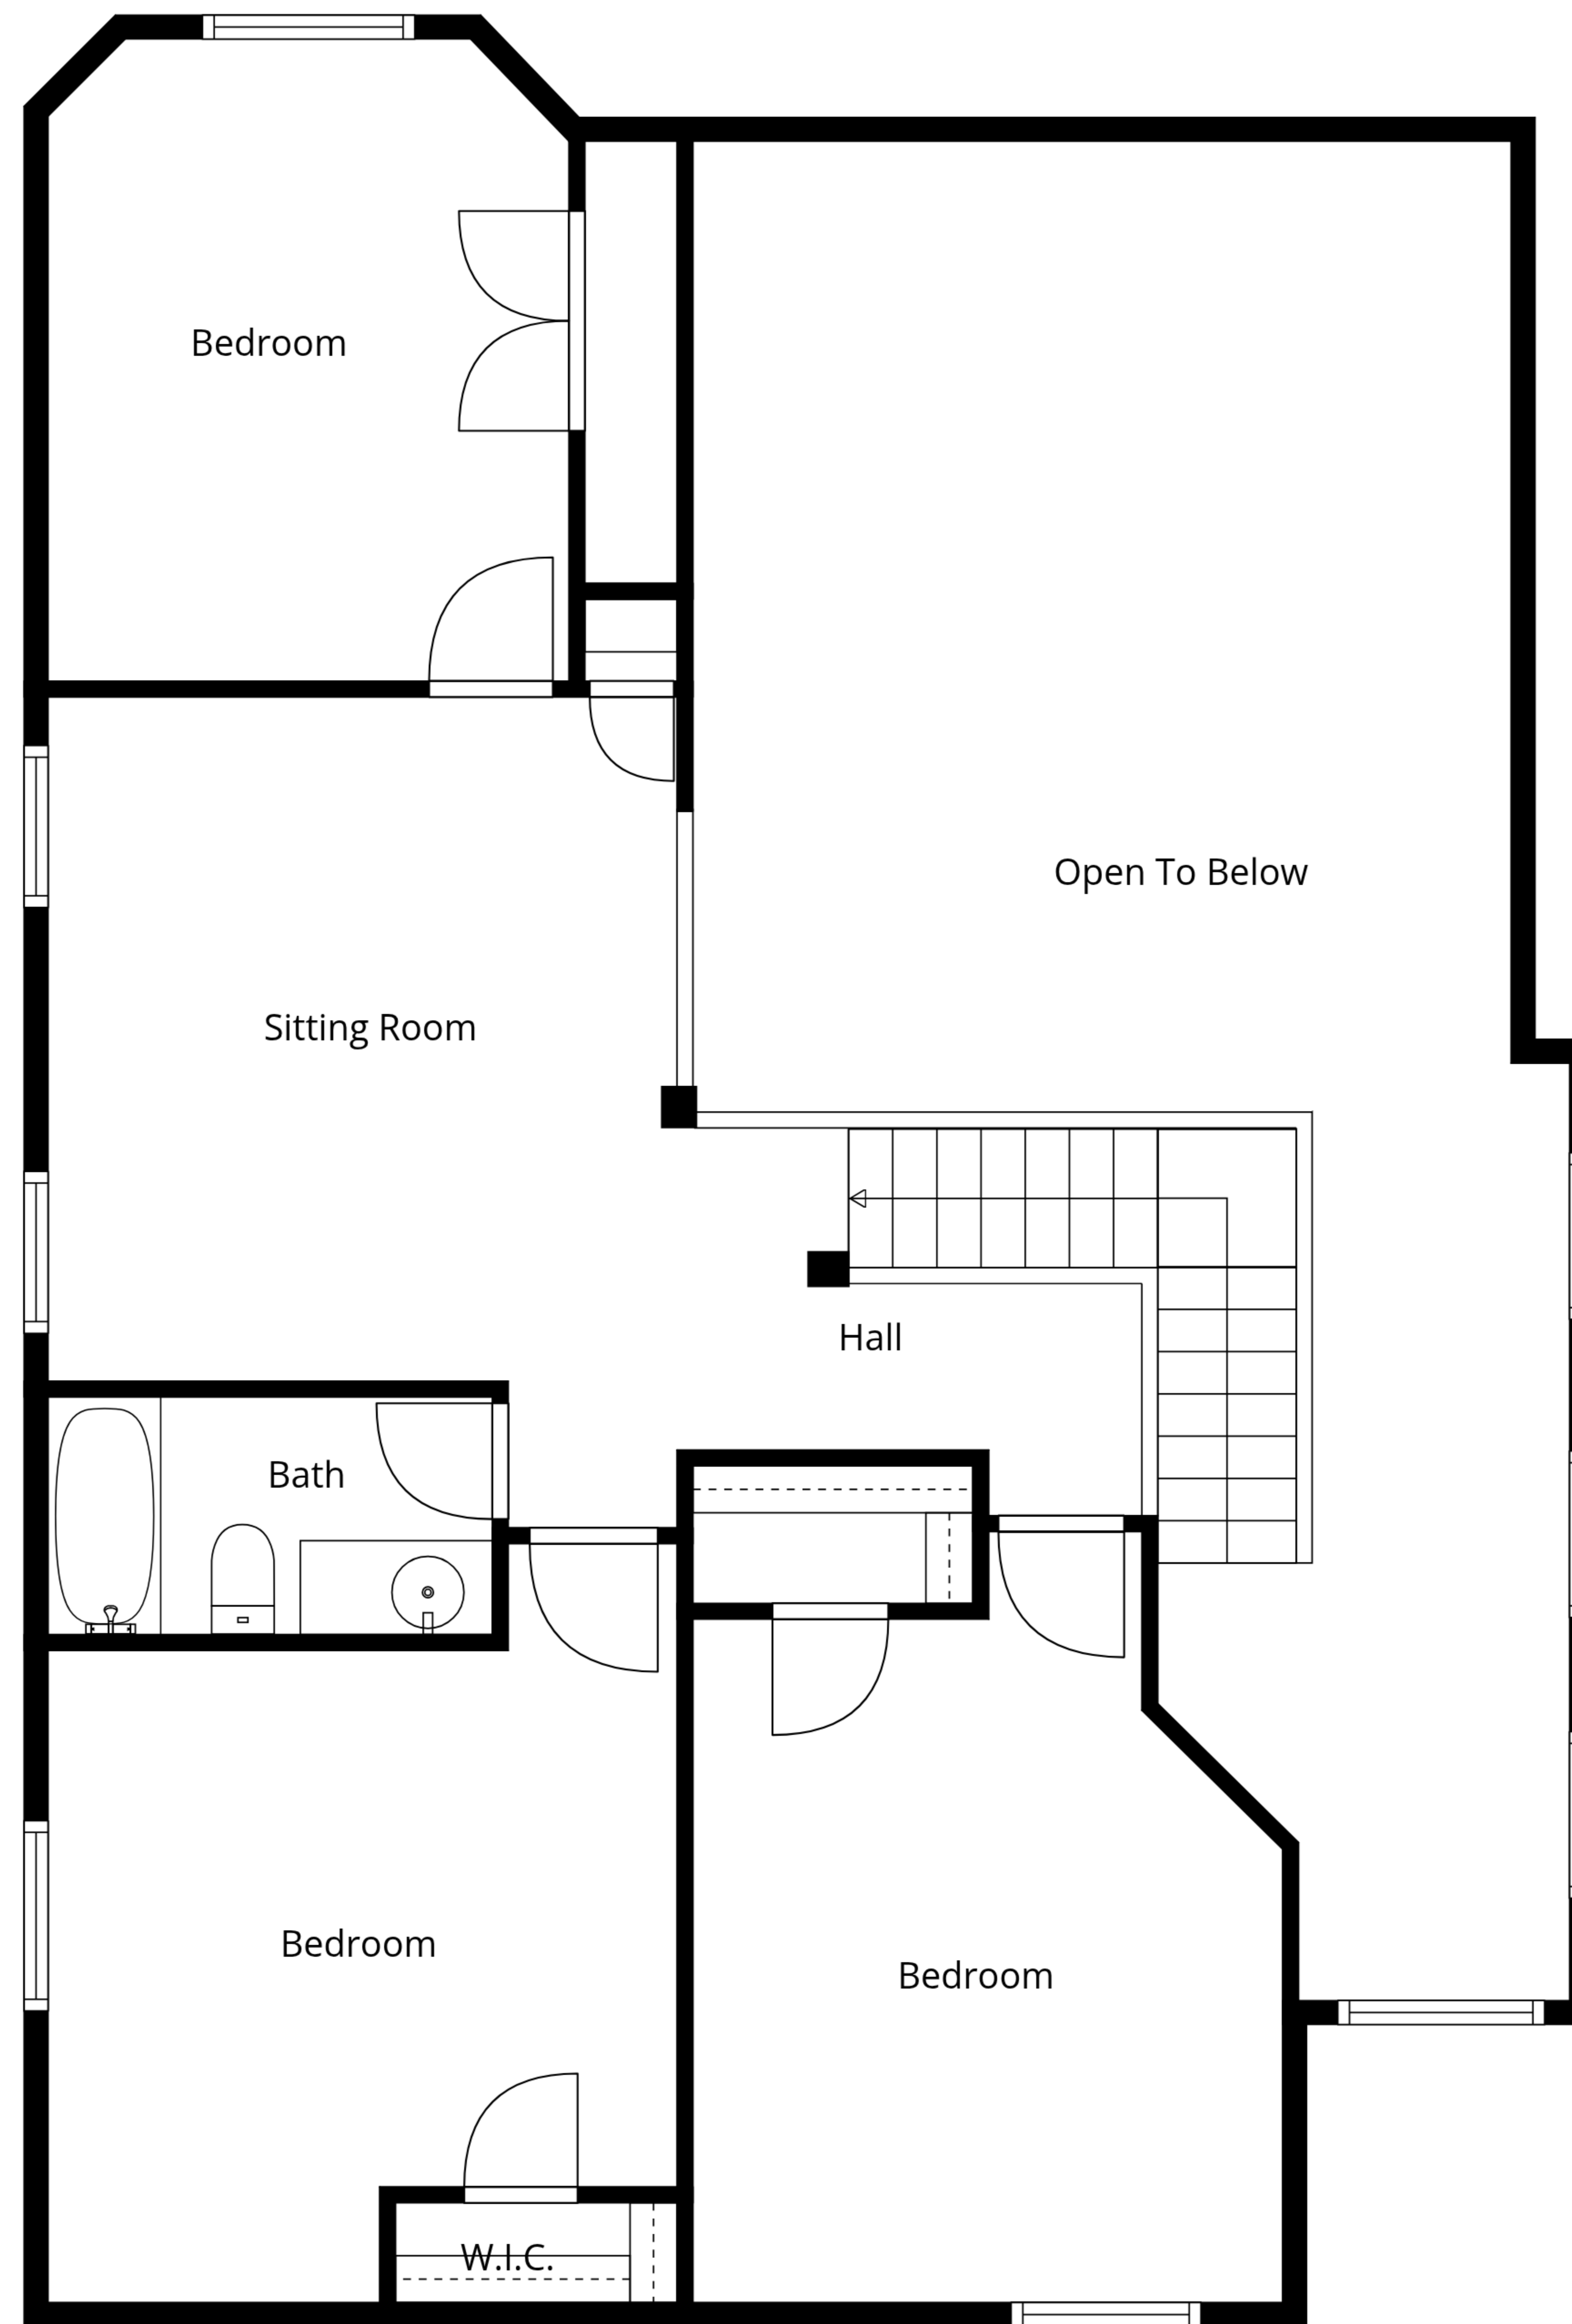 Bedroom
Open To Below
Sitting Room
Hall
Bath
Bedroom
Bedroom
W.I.C.